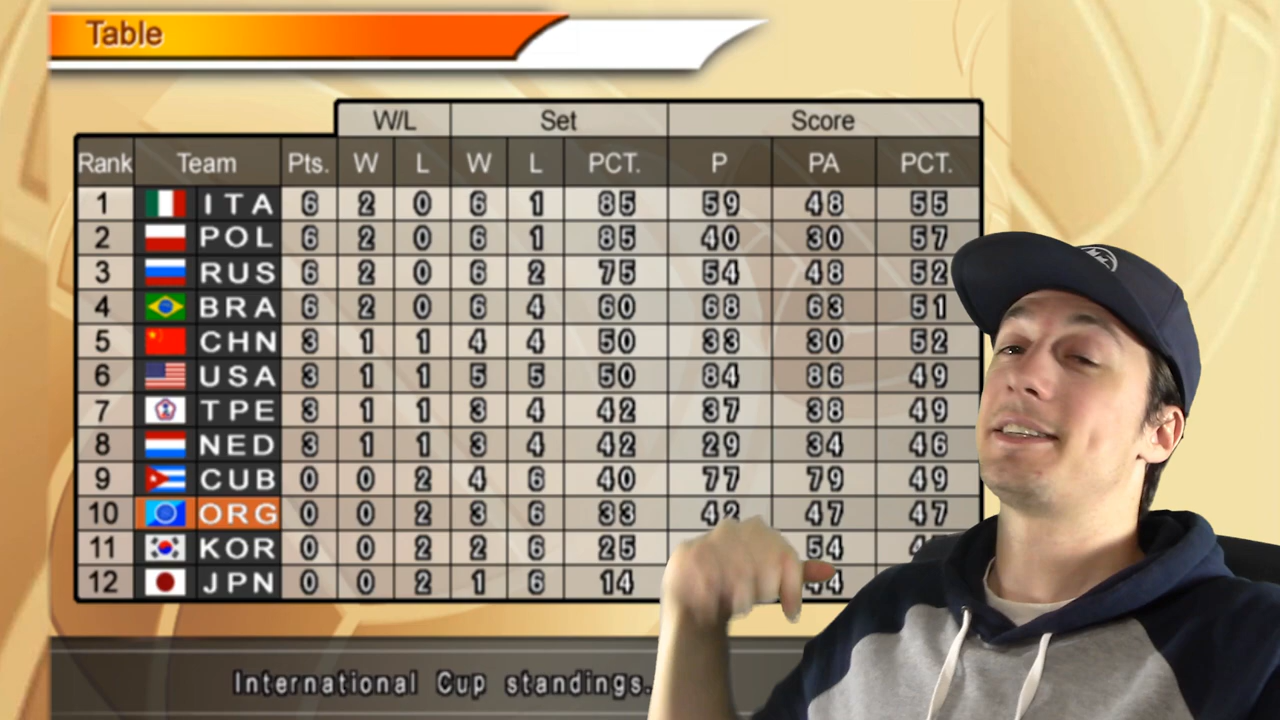 Table
W/L Set Score
Rank Team Pts. W L W L PCT. P PA PCT.
1 ITA 6 2 0 6 1 85 59 48 55
2 POL 6 2 0 6 1 85 40 30 57
3 RUS 6 2 0 6 2 75 54 48 52
4 BRA 6 2 0 6 4 60 68 63 51
5 CHN 3 1 1 4 4 50 33 30 52
6 USA 3 1 1 5 5 50 84 86 49
7 TPE 3 1 1 3 4 42 37 38 49
8 NED 3 1 1 3 4 42 29 34 46
9 CUB 0 0 2 4 6 40 77 79 49
10 ORG 0 0 2 3 6 33 42 47 47
11 KOR 0 0 2 2 6 25 54
12 JPN 0 0 2 1 6 14
International Cup standings.